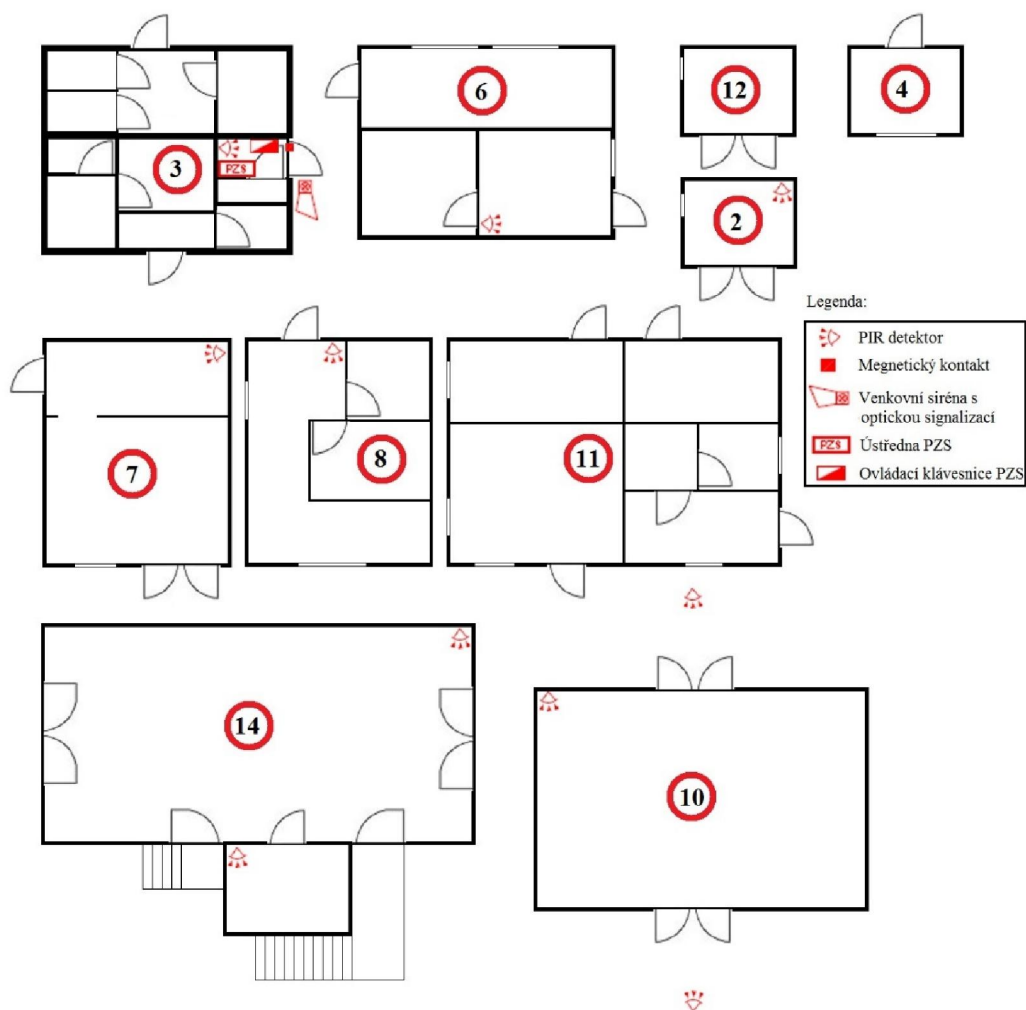 6
12
4
3
PZS
2
Legenda:
PIR detektor
Megnetický kontakt
Venkovní siréna s
optickou signalizací
PZS Ústředna PZS
Ovládací klávesnice PZS
7
8
11
14
10